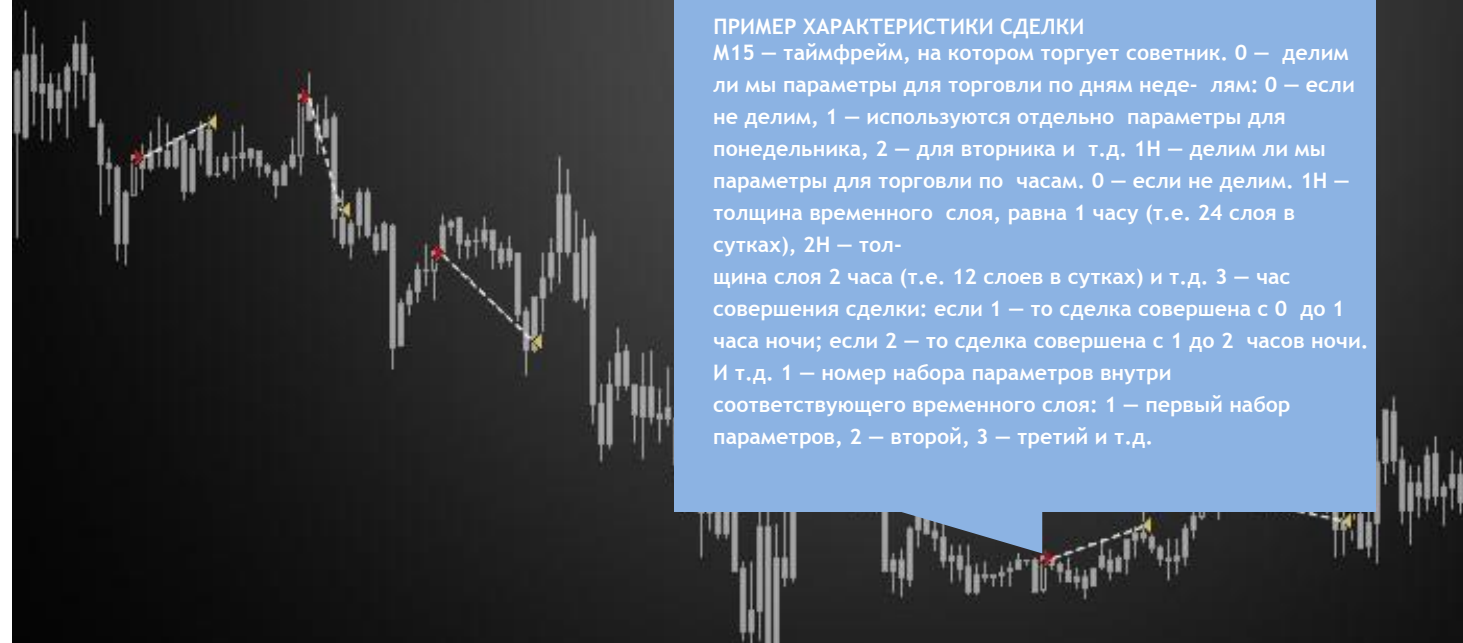 ПРИМЕР ХАРАКТЕРИСТИКИ СДЕЛКИ
М15 — таймфрейм, на котором торгует советник. 0 — делим
ли мы параметры для торговли по дням неде- лям: 0 — если
не делим, 1 — используются отдельно параметры для
понедельника, 2 — для вторника и т.д. 1Н — делим ли мы
параметры для торговли по часам. 0 — если не делим. 1Н —
толщина временного слоя, равна 1 часу (т.е. 24 слоя в
сутках), 2Н — тол-
щина слоя 2 часа (т.е. 12 слоев в сутках) и т.д. 3 — час
совершения сделки: если 1 — то сделка совершена с 0 до 1
часа ночи; если 2 — то сделка совершена с 1 до 2 часов ночи.
И т.д. 1 — номер набора параметров внутри
соответствующего временного слоя: 1 — первый набор
параметров, 2 — второй, 3 — третий и т.д.